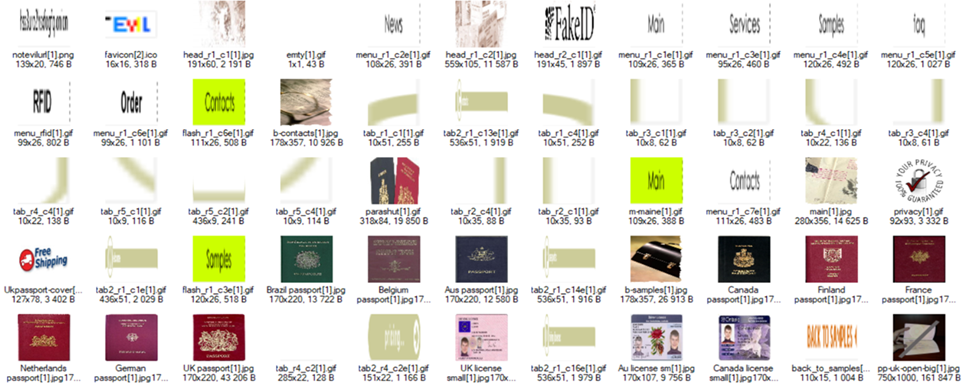 EVIL
News
FakeID
Main
Services
Samples
faq
noteviluf[1].png
favicon[2].ico
head_r1_c1[1].jpg
emty[1].gif
menu_r1_c2e[1].gif
head_r1_c2[1].jpg
head_r2_c1[1].gif
menu_r1_c1e[1].gif
menu_r1_c3e[1].gif
menu_r1_c4e[1].gif
menu_r1_c5e[1].gif
139x20, 746 B
16x16, 318 B
191x60, 2 191 B
1x1, 43 B
108x26, 391 B
559x105, 11 587 B
191x45, 1 897 B
109x26, 365 B
95x26, 460 B
120x26, 492 B
120x26, 1 027 B
RFID
Order
Contacts
menu_rfid[1].gif
menu_r1_c6e[1].gif
flash_r1_c6e[1].gif
b-contacts[1].jpg
tab_r1_c1[1].gif
tab2_r1_c13e[1].gif
tab_r1_c4[1].gif
tab_r3_c1[1].gif
tab_r3_c2[1].gif
tab_r4_c1[1].gif
tab_r3_c4[1].gif
99x26, 802 B
99x26, 1 101 B
111x26, 508 B
178x357, 10 926 B
10x51, 255 B
536x51, 1 919 B
10x51, 252 B
10x8, 62 B
10x8, 62 B
10x22, 136 B
10x8, 61 B
Main
Contacts
YOUR PRIVACY
100% GUARANTEED
tab_r4_c4[1].gif
tab_r5_c1[1].gif
tab_r5_c2[1].gif
tab_r5_c4[1].gif
parashut[1].gif
tab_r2_c4[1].gif
tab_r2_c1[1].gif
m-maine[1].gif
menu_r1_c7e[1].gif
main[1].jpg
privacy[1].gif
10x22, 138 B
10x9, 116 B
436x9, 241 B
10x9, 114 B
318x84, 19 850 B
10x35, 88 B
10x35, 93 B
109x26, 388 B
111x26, 483 B
280x356, 14 625 B
92x93, 3 332 B
Free
Shipping
Samples
Ukpassport-cover[...
tab2_r1_c1e[1].gif
flash_r1_c3e[1].gif
Brazil passport[1].jpg
Belgium
Aus passport[1].jpg
tab2_r1_c14e[1].gif
b-samples[1].jpg
Canada
Finland
France
127x78, 3 402 B
436x51, 2 029 B
120x26, 518 B
170x220, 13 722 B
passport[1].jpg17...
170x220, 12 580 B
536x51, 1 916 B
178x357, 26 913 B
passport[1].jpg17...
passport[1].jpg17...
passport[1].jpg17...
PASSPORT
BACK TO SAMPLES
Netherlands
German
UK passport[1].jpg
tab_r4_c2[1].gif
tab2_r4_c2e[1].gif
UK license
tab2_r1_c16e[1].gif
Au license sm[1].jpg
Canada license
back_to_samples[...
pp-uk-open-big[1]...
passport[1].jpg17...
passport[1].jpg17...
170x220, 43 206 B
285x22, 128 B
151x22, 1 166 B
small[1].jpg170x...
536x51, 1 979 B
170x107, 9 756 B
small[1].jpg170x...
110x15, 1 004 B
750x1000, 161 847 B